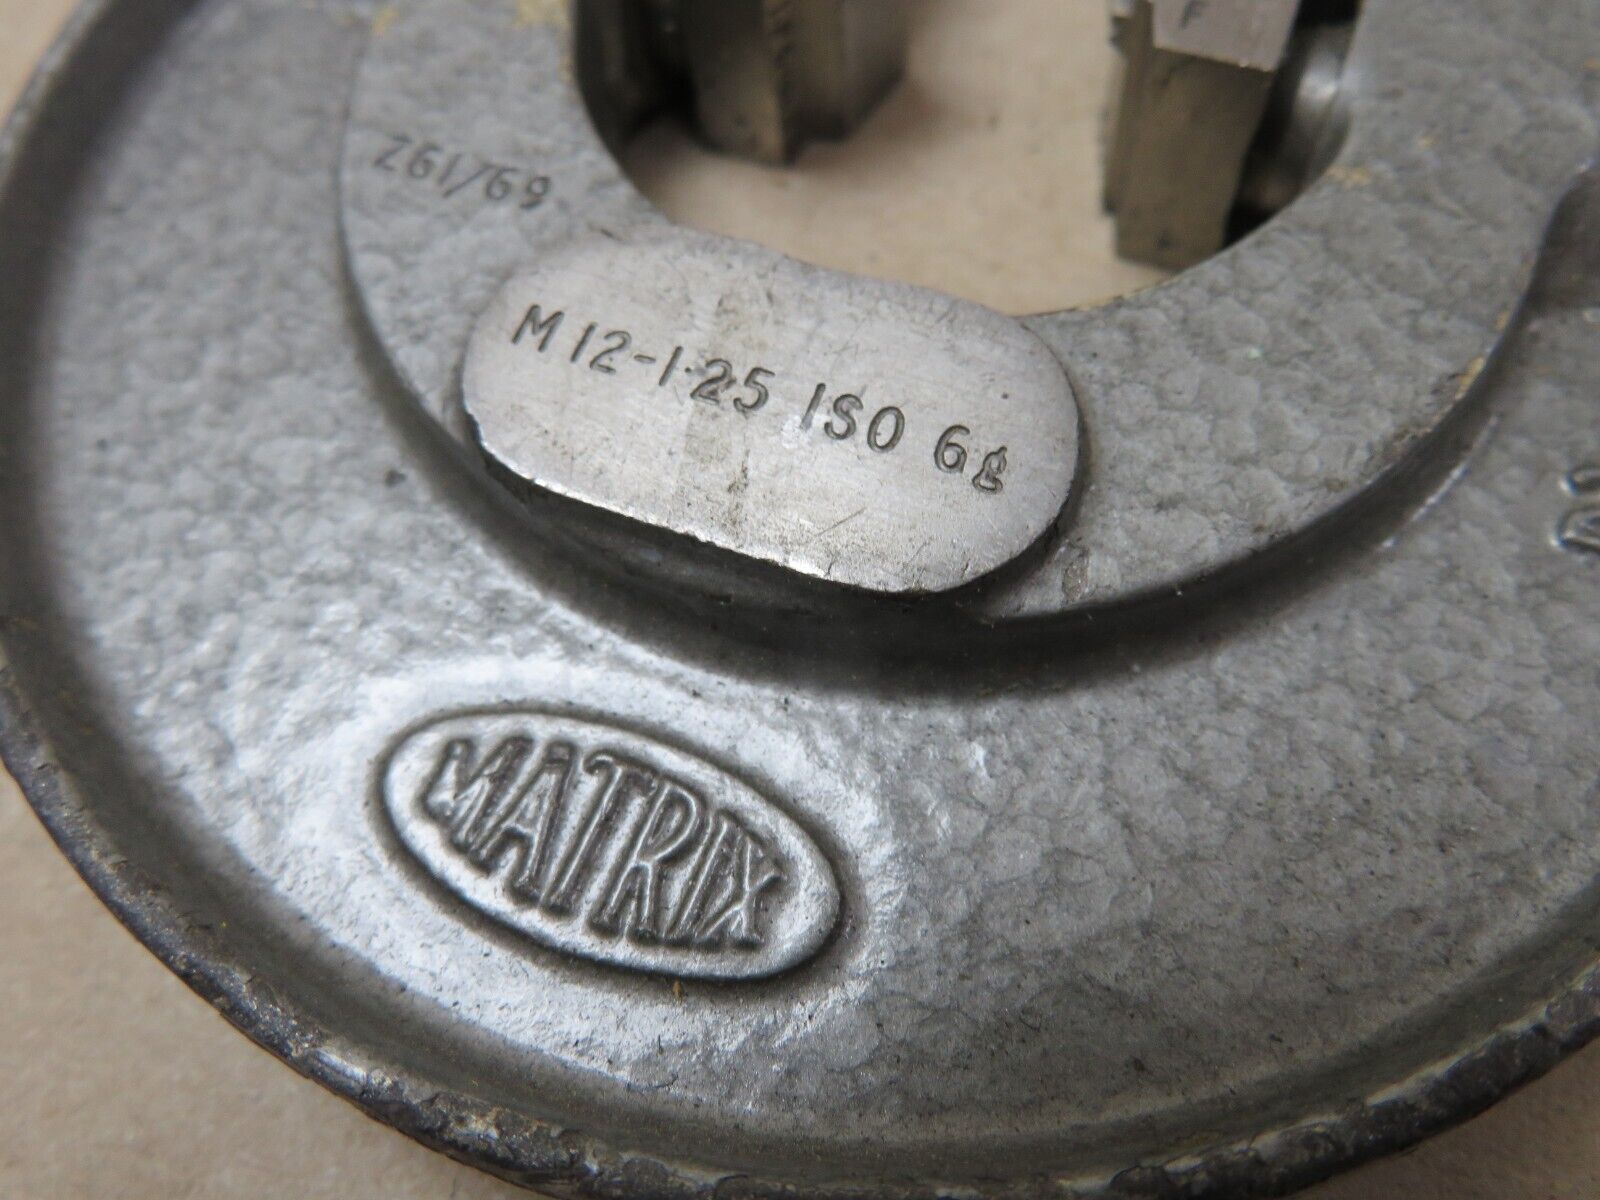 F
Z61/69
M12-1·25 ISO 6g
MATRIX